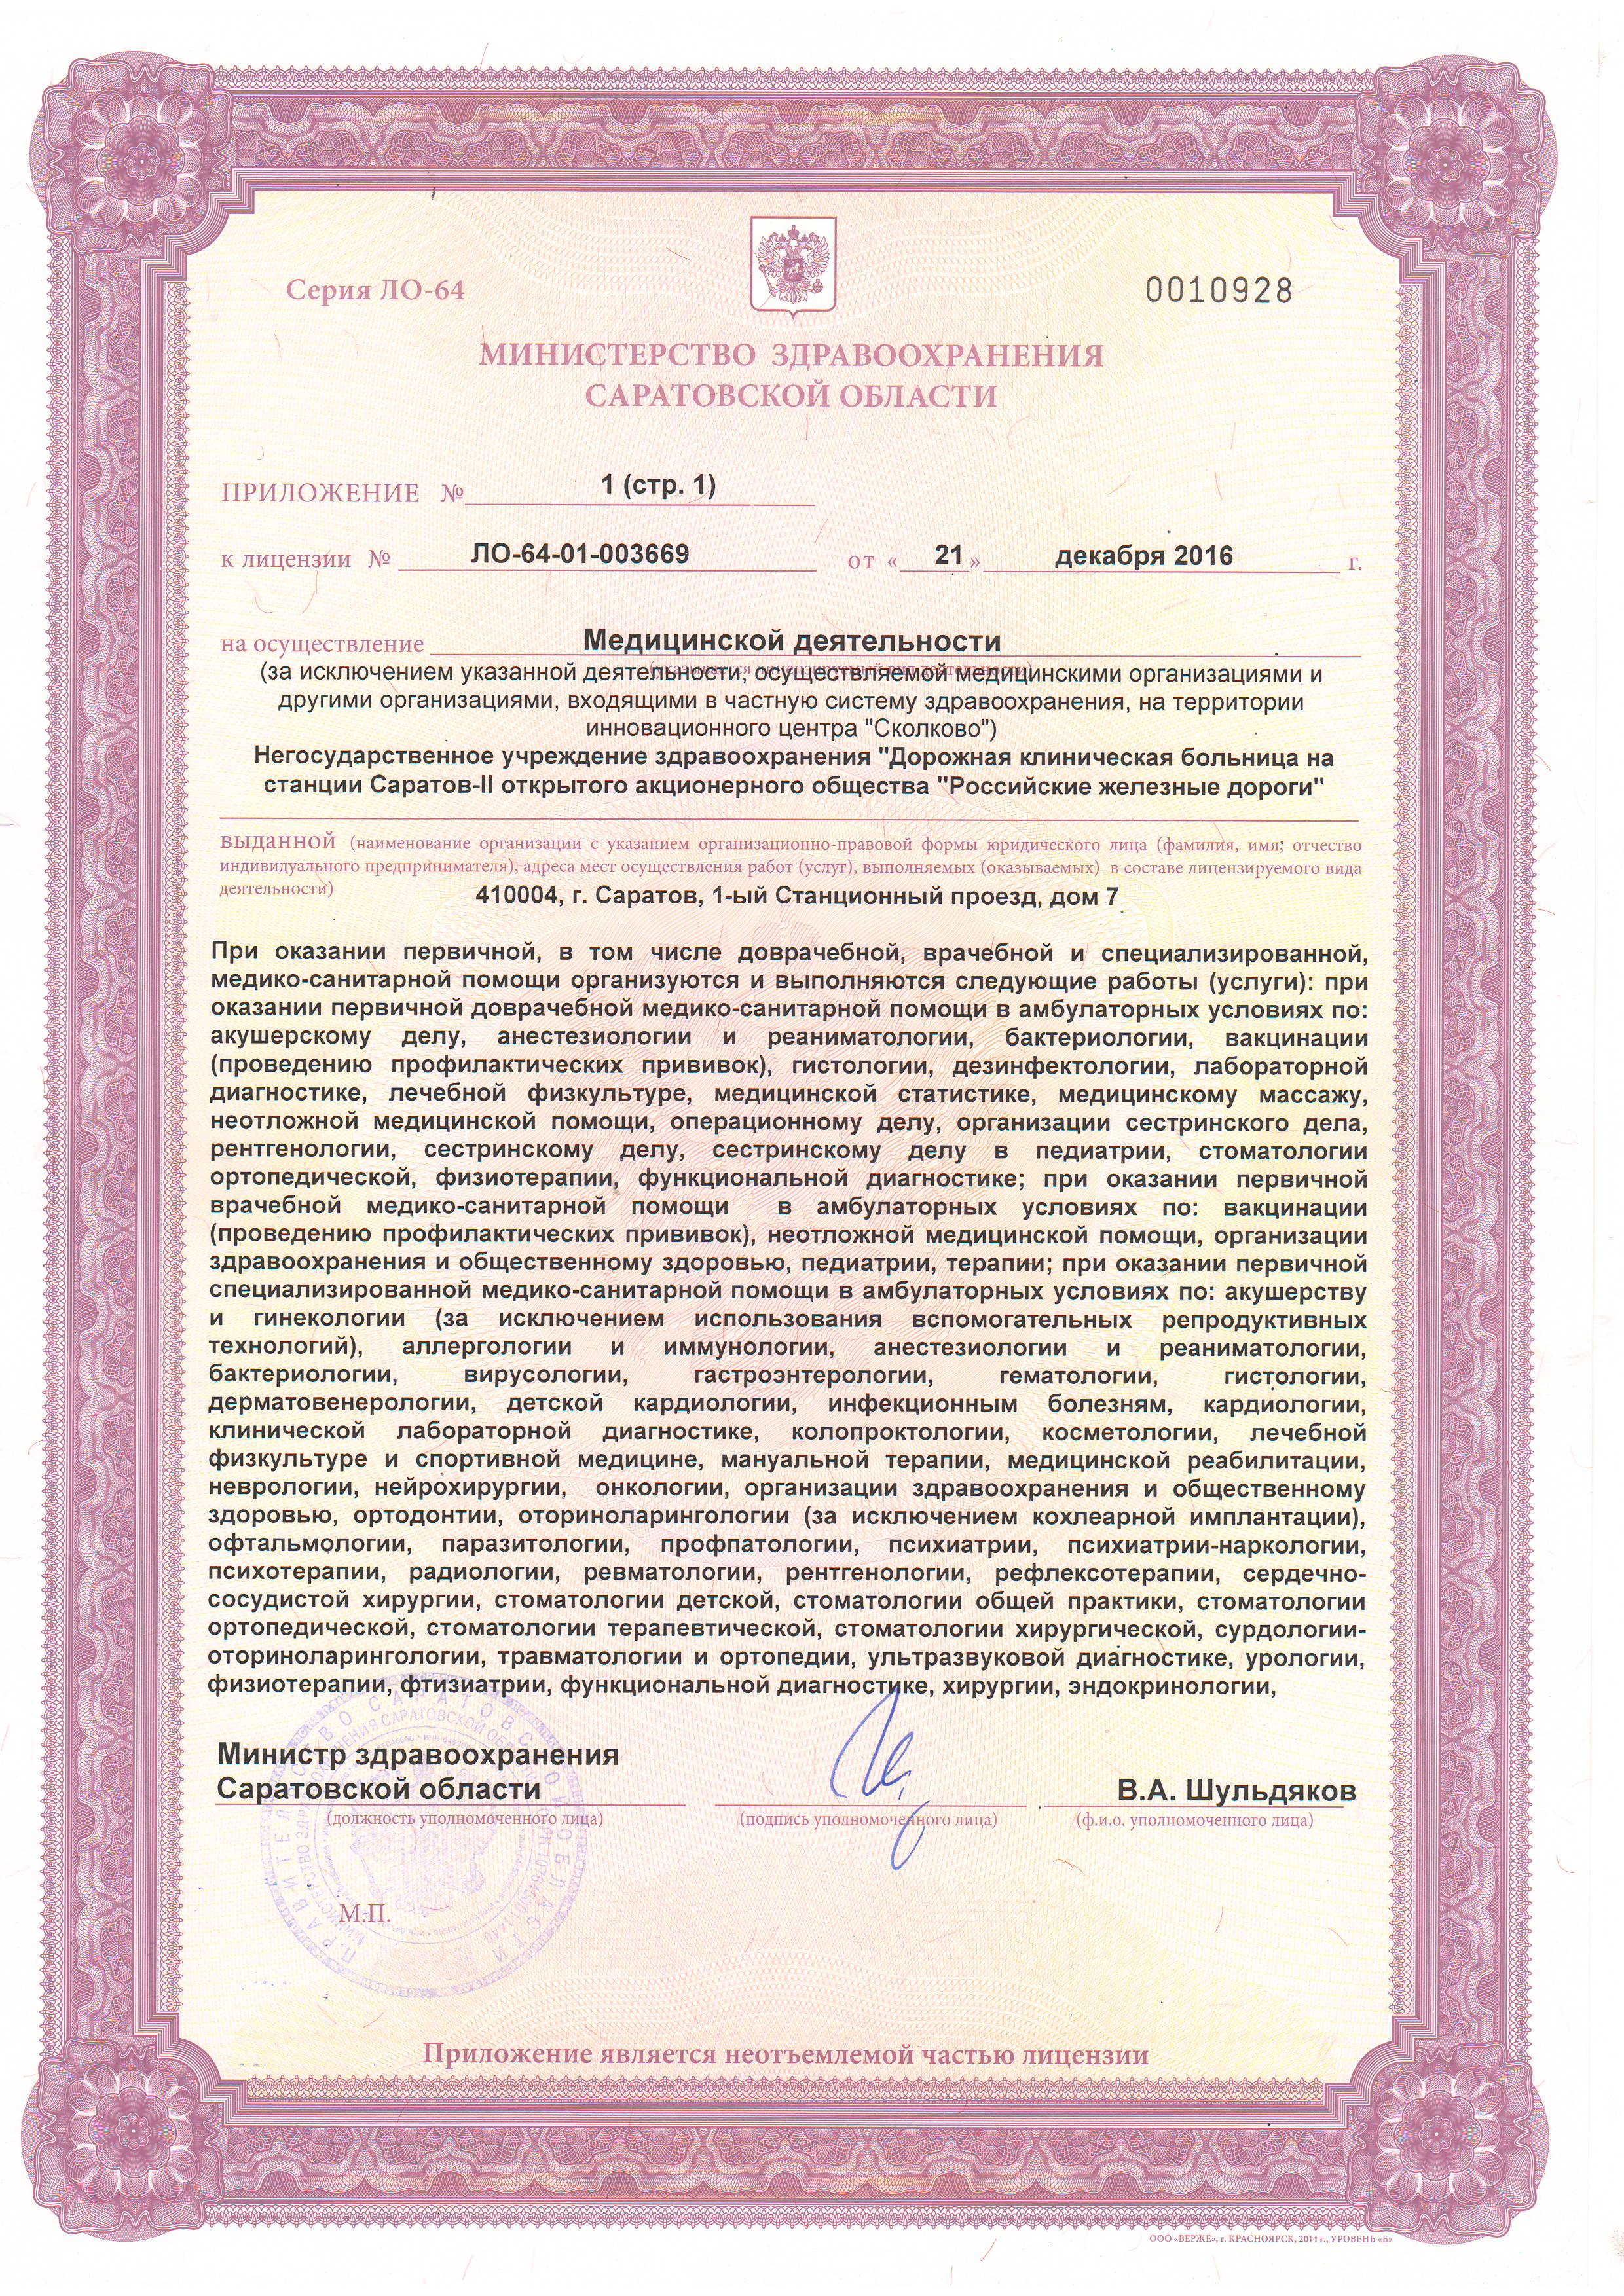 Серия ЛО-64
0010928
МИНИСТЕРСТВО ЗДРАВООХРАНЕНИЯ
САРАТОВСКОЙ ОБЛАСТИ
ПРИЛОЖЕНИЕ № 1 (стр. 1)
к лицензии № ЛО-64-01-003669 от « 21 » декабря 2016 г.
на осуществление Медицинской деятельности
(указывается лицензируемый вид деятельности)
(за исключением указанной деятельности, осуществляемой медицинскими организациями и
другими организациями, входящими в частную систему здравоохранения, на территории
инновационного центра "Сколково")
Негосударственное учреждение здравоохранения "Дорожная клиническая больница на
станции Саратов-II открытого акционерного общества "Российские железные дороги"
выданной (наименование организации с указанием организационно-правовой формы юридического лица (фамилия, имя, отчество
индивидуального предпринимателя), адреса мест осуществления работ (услуг), выполняемых (оказываемых) в составе лицензируемого вида
деятельности)
410004, г. Саратов, 1-ый Станционный проезд, дом 7
При оказании первичной, в том числе доврачебной, врачебной и специализированной,
медико-санитарной помощи организуются и выполняются следующие работы (услуги): при
оказании первичной доврачебной медико-санитарной помощи в амбулаторных условиях по:
акушерскому делу, анестезиологии и реаниматологии, бактериологии, вакцинации
(проведению профилактических прививок), гистологии, дезинфектологии, лабораторной
диагностике, лечебной физкультуре, медицинской статистике, медицинскому массажу,
неотложной медицинской помощи, операционному делу, организации сестринского дела,
рентгенологии, сестринскому делу, сестринскому делу в педиатрии, стоматологии
ортопедической, физиотерапии, функциональной диагностике; при оказании первичной
врачебной медико-санитарной помощи в амбулаторных условиях по: вакцинации
(проведению профилактических прививок), неотложной медицинской помощи, организации
здравоохранения и общественному здоровью, педиатрии, терапии; при оказании первичной
специализированной медико-санитарной помощи в амбулаторных условиях по: акушерству
и гинекологии (за исключением использования вспомогательных репродуктивных
технологий), аллергологии и иммунологии, анестезиологии и реаниматологии,
бактериологии, вирусологии, гастроэнтерологии, гематологии, гистологии,
дерматовенерологии, детской кардиологии, инфекционным болезням, кардиологии,
клинической лабораторной диагностике, колопроктологии, косметологии, лечебной
физкультуре и спортивной медицине, мануальной терапии, медицинской реабилитации,
неврологии, нейрохирургии, онкологии, организации здравоохранения и общественному
здоровью, ортодонтии, оториноларингологии (за исключением кохлеарной имплантации),
офтальмологии, паразитологии, профпатологии, психиатрии, психиатрии-наркологии,
психотерапии, радиологии, ревматологии, рентгенологии, рефлексотерапии, сердечно-
сосудистой хирургии, стоматологии детской, стоматологии общей практики, стоматологии
ортопедической, стоматологии терапевтической, стоматологии хирургической, сурдологии-
оториноларингологии, травматологии и ортопедии, ультразвуковой диагностике, урологии,
физиотерапии, фтизиатрии, функциональной диагностике, хирургии, эндокринологии,
Министр здравоохранения
Саратовской области
В.А. Шульдяков
(должность уполномоченного лица)
(подпись уполномоченного лица)
(ф.и.о. уполномоченного лица)
ПРАВИТЕЛЬСТВО САРАТОВСКОЙ ОБЛАСТИ
М.П.
Приложение является неотъемлемой частью лицензии
ООО «ВЕРЖЕ», г. КРАСНОЯРСК, 2014 г., УРОВЕНЬ «Б»